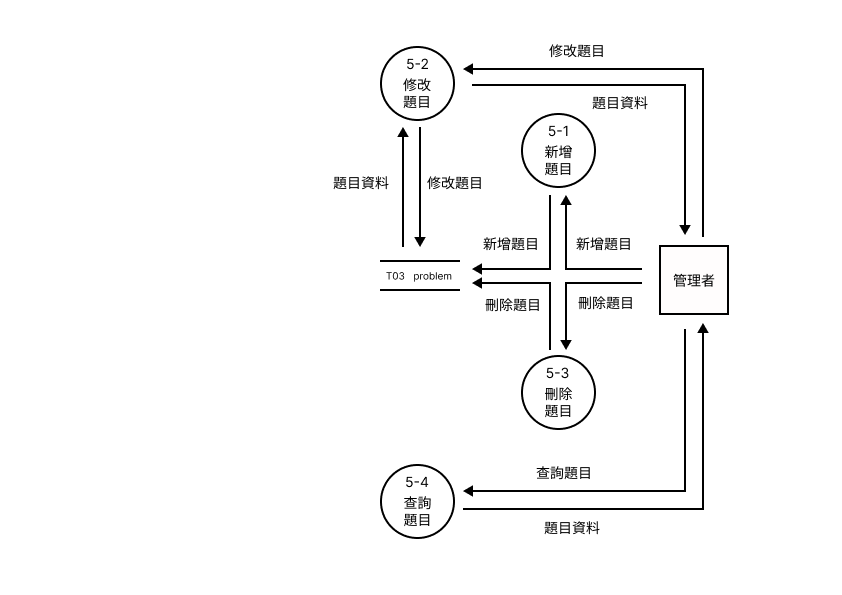 修改題目
5-2
修改
題目
題目資料
5-1
新增
題目
題目資料
修改題目
新增題目
新增題目
T03 problem
管理者
刪除題目
刪除題目
5-3
刪除
題目
查詢題目
5-4
查詢
題目
題目資料